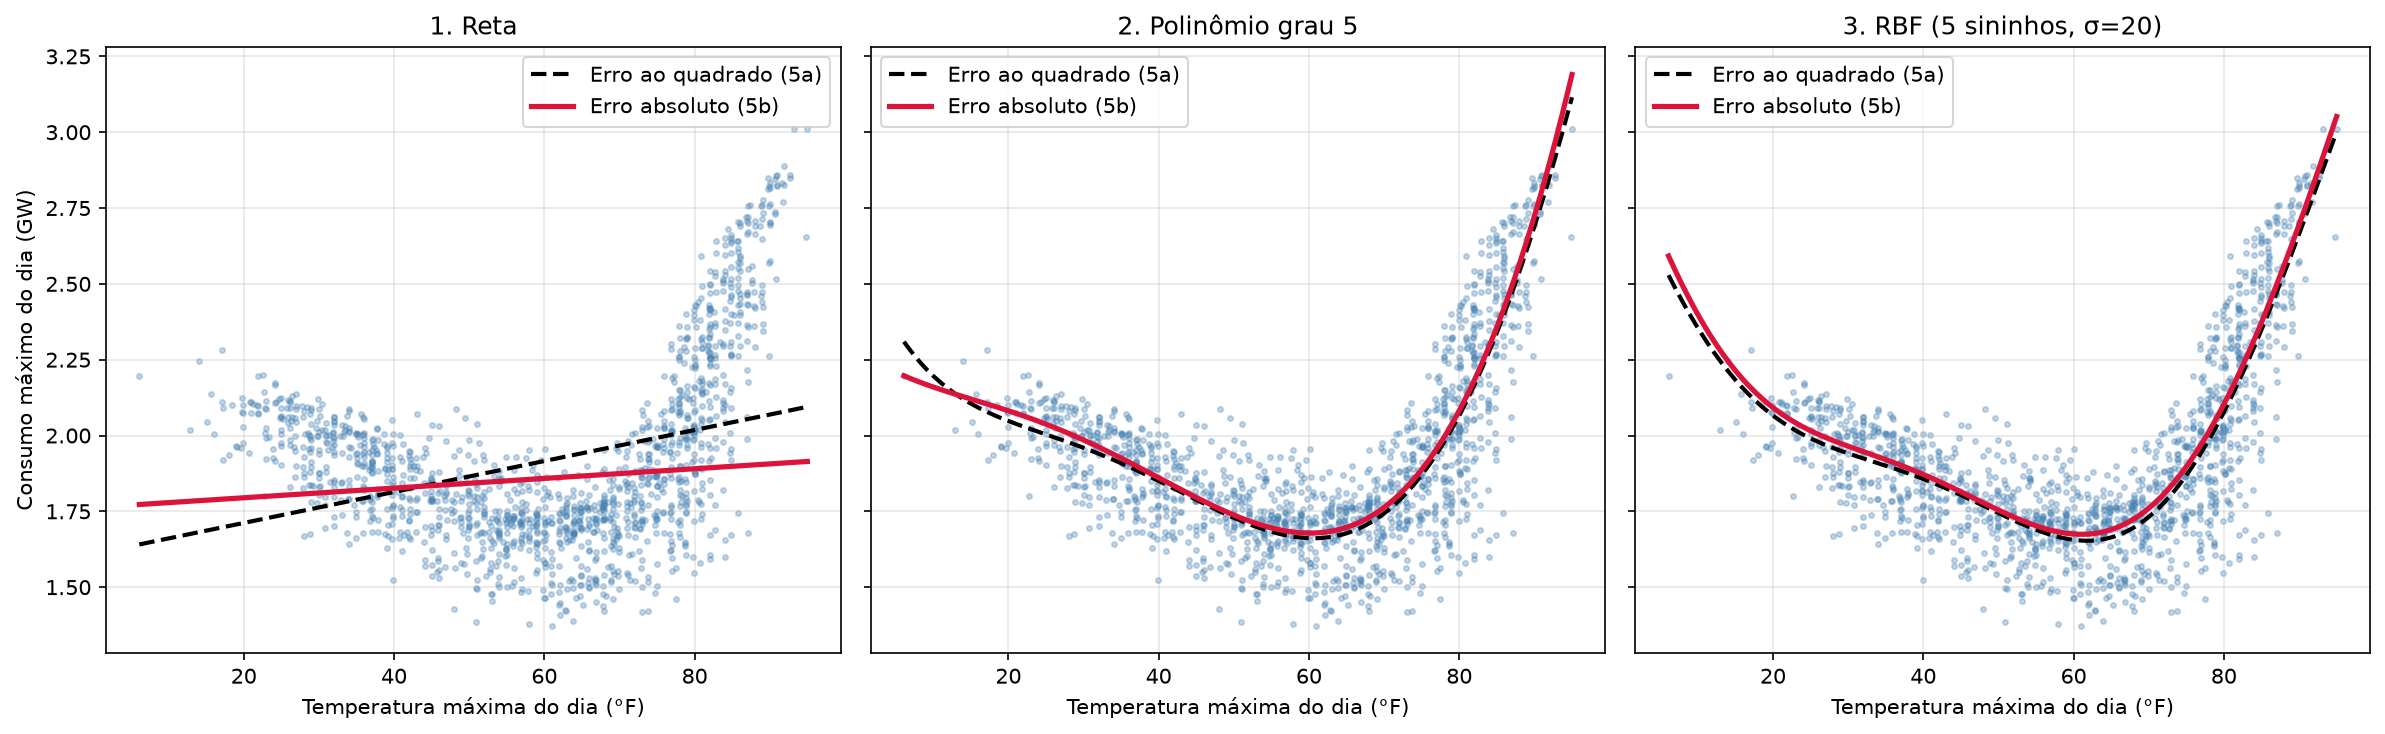 1. Reta
2. Polinômio grau 5
3. RBF (5 sininhos, σ=20)
Erro ao quadrado (5a)
Erro absoluto (5b)
Erro ao quadrado (5a)
Erro absoluto (5b)
Erro ao quadrado (5a)
Erro absoluto (5b)
Consumo máximo do dia (GW)
3.25
3.00
2.75
2.50
2.25
2.00
1.75
1.50
20 40 60 80
20 40 60 80
20 40 60 80
Temperatura máxima do dia (°F)
Temperatura máxima do dia (°F)
Temperatura máxima do dia (°F)